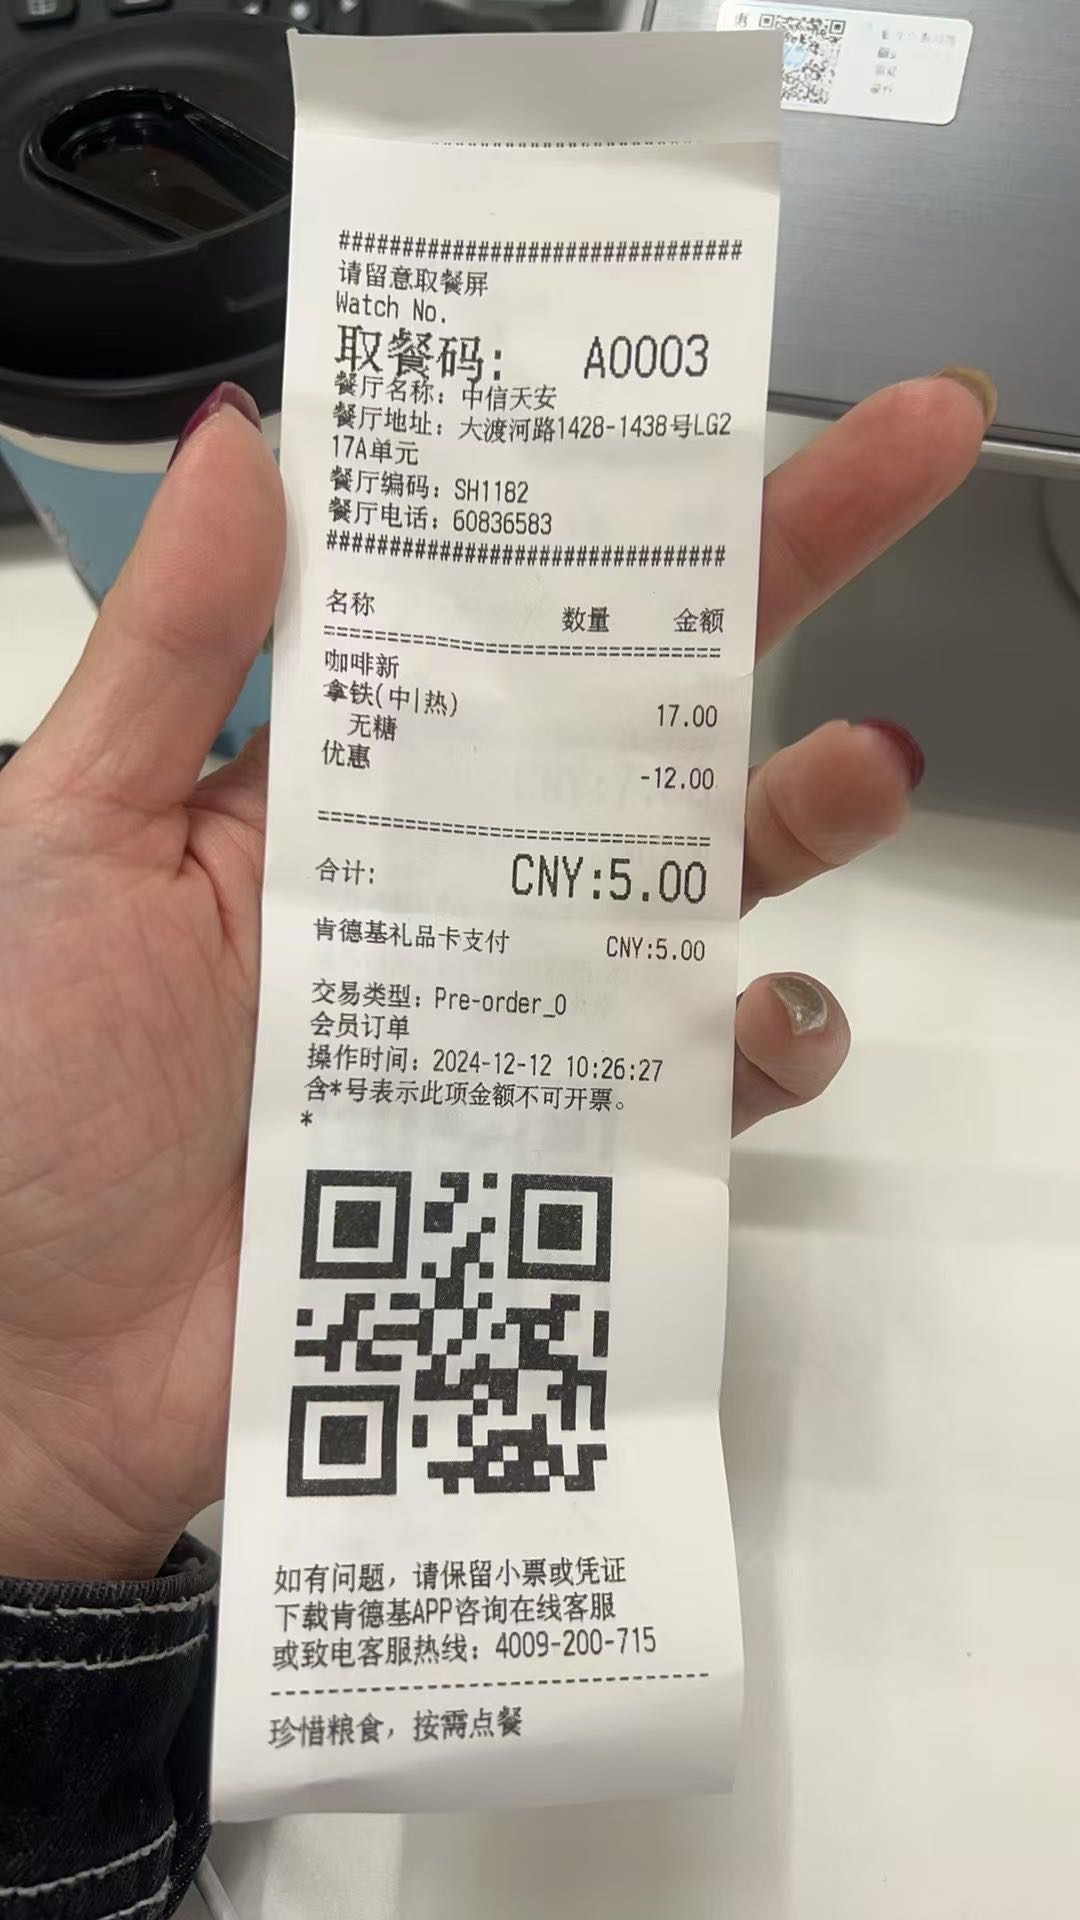 ################################
请留意取餐屏
Watch No.
取餐码: A0003
餐厅名称: 中信天安
餐厅地址: 大渡河路1428-1438号LG2
17A单元
餐厅编码: SH1182
餐厅电话: 60836583
################################
名称 数量 金额
================================
咖啡新
拿铁(中|热) 17.00
无糖
优惠 -12.00
================================
合计: CNY:5.00
肯德基礼品卡支付 CNY:5.00
交易类型: Pre-order_O
会员订单
操作时间: 2024-12-12 10:26:27
含*号表示此项金额不可开票。
*
如有问题, 请保留小票或凭证
下载肯德基APP咨询在线客服
或致电客服热线: 4009-200-715
--------------------------------
珍惜粮食, 按需点餐